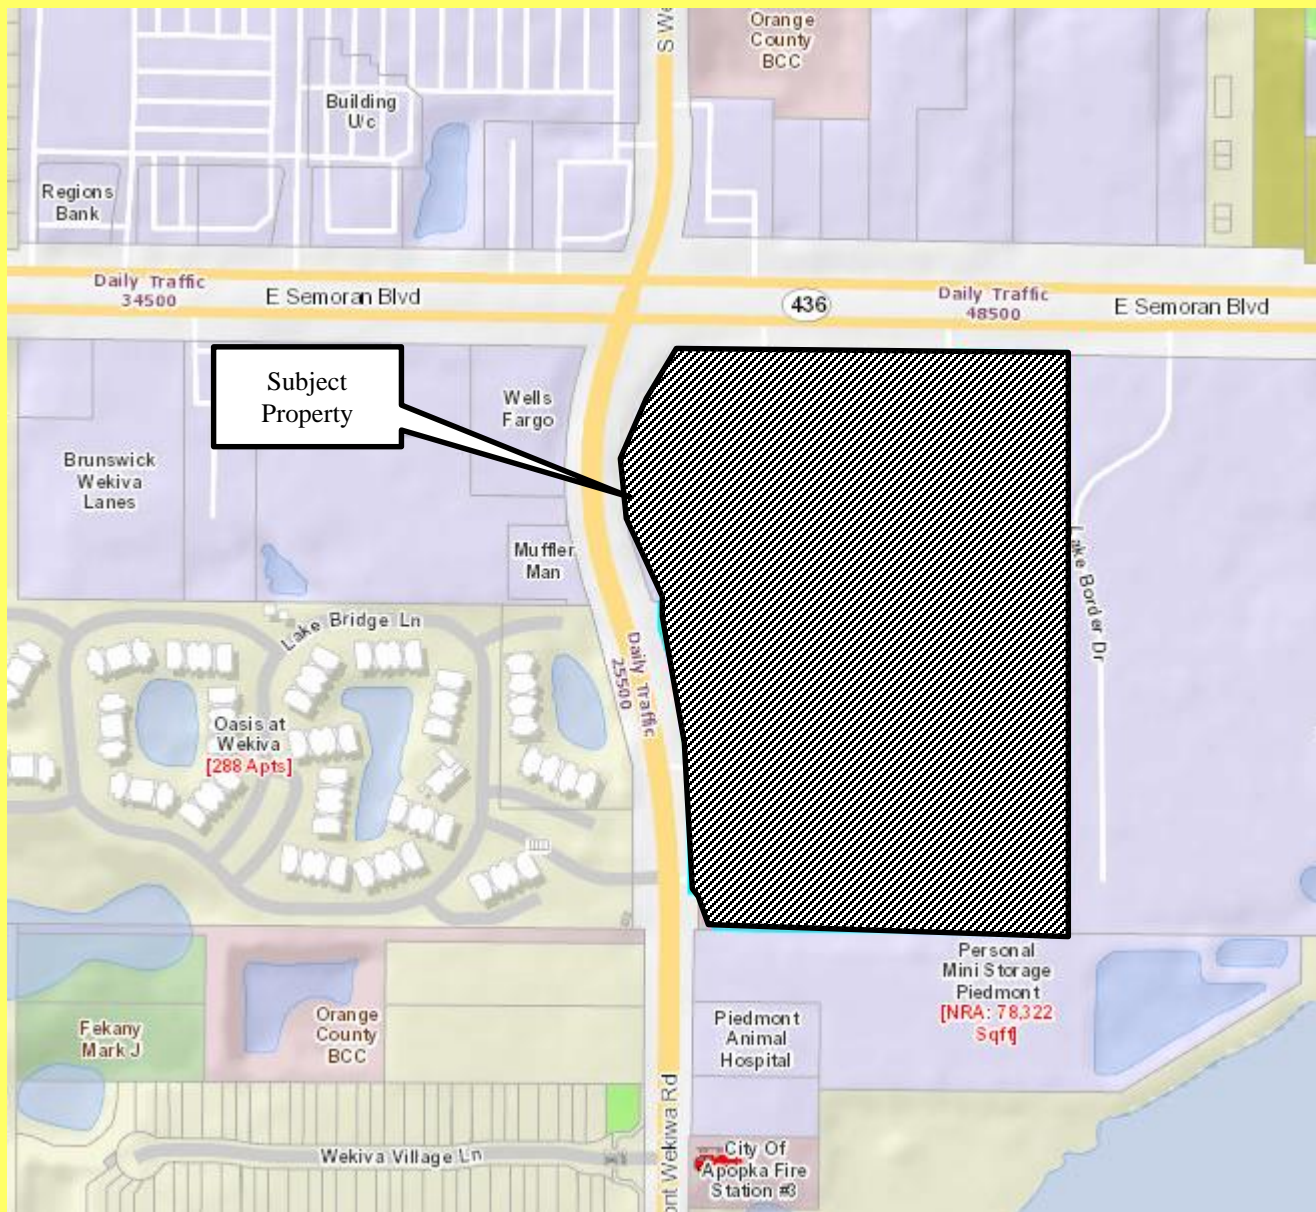 S We
Orange
County
BCC
Building
U/c
Regions
Bank
Daily Traffic
34500
E Semoran Blvd
436
Daily Traffic
48500
E Semoran Blvd
Subject
Property
Wells
Fargo
Brunswick
Wekiva
Lanes
Muffler
Man
Lake Border Dr
Lake Bridge Ln
Daily Traffic
25500
Oasis at
Wekiva
[288 Apts]
Personal
Mini Storage
Piedmont
[NRA: 78,322
Sqft]
Fekany
Mark J
Orange
County
BCC
Piedmont
Animal
Hospital
ont Wekiwa Rd
Wekiva Village Ln
City Of
Apopka Fire
Station #3